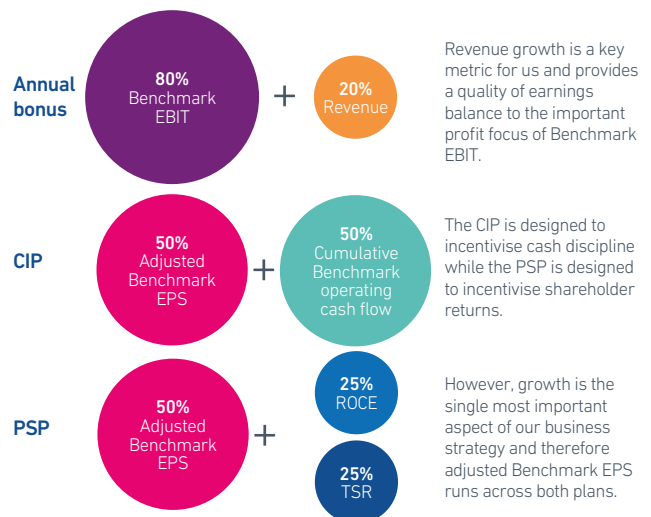 Annual
bonus
80%
Benchmark
EBIT
+
20%
Revenue
Revenue growth is a key
metric for us and provides
a quality of earnings
balance to the important
profit focus of Benchmark
EBIT.
CIP
50%
Adjusted
Benchmark
EPS
+
50%
Cumulative
Benchmark
operating
cash flow
The CIP is designed to
incentivise cash discipline
while the PSP is designed
to incentivise shareholder
returns.
PSP
50%
Adjusted
Benchmark
EPS
+
25%
ROCE
25%
TSR
However, growth is the
single most important
aspect of our business
strategy and therefore
adjusted Benchmark EPS
runs across both plans.